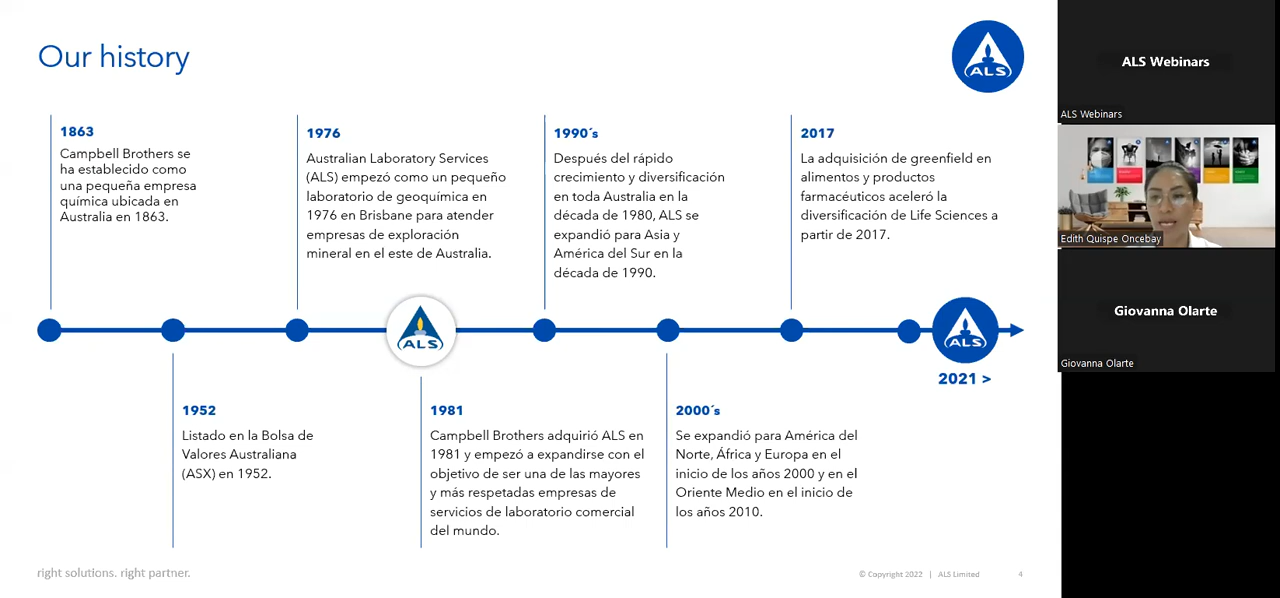 Our history
ALS
1863
Campbell Brothers se
ha establecido como
una pequeña empresa
química ubicada en
Australia en 1863.
1976
Australian Laboratory Services
(ALS) empezó como un pequeño
laboratorio de geoquímica en
1976 en Brisbane para atender
empresas de exploración
mineral en el este de Australia.
1990´s
Después del rápido
crecimiento y diversificación
en toda Australia en la
década de 1980, ALS se
expandió para Asia y
América del Sur en la
década de 1990.
2017
La adquisición de greenfield en
alimentos y productos
farmacéuticos aceleró la
diversificación de Life Sciences a
partir de 2017.
ALS
ALS
2021 >
1952
Listado en la Bolsa de
Valores Australiana
(ASX) en 1952.
1981
Campbell Brothers adquirió ALS en
1981 y empezó a expandirse con el
objetivo de ser una de las mayores
y más respetadas empresas de
servicios de laboratorio comercial
del mundo.
2000´s
Se expandió para América del
Norte, África y Europa en el
inicio de los años 2000 y en el
Oriente Medio en el inicio de
los años 2010.
right solutions. right partner.
© Copyright 2022 | ALS Limited
4
ALS Webinars
ALS Webinars
Edith Quispe Oncebay
Giovanna Olarte
Giovanna Olarte